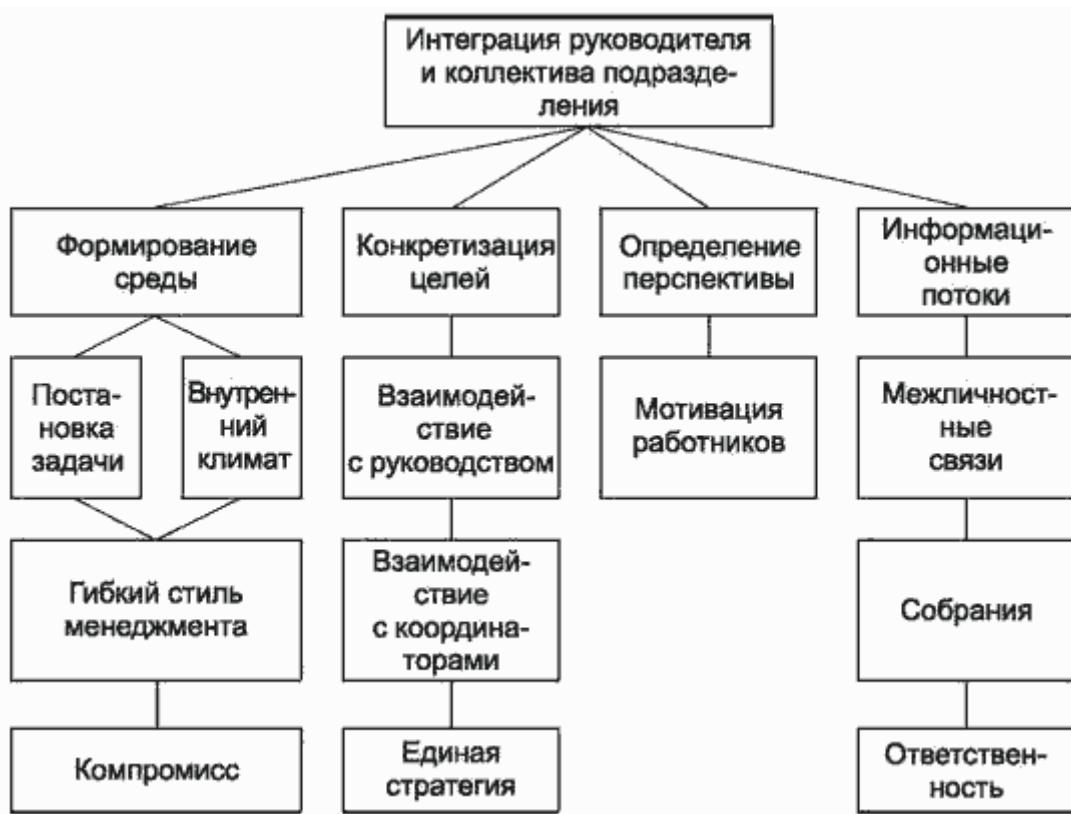 Интеграция руководителя
и коллектива подразде-
ления
Формирование
среды
Конкретизация
целей
Определение
перспективы
Информаци-
онные
потоки
Поста-
новка
задачи
Внутрен-
ний
климат
Взаимодей-
ствие
с руководством
Мотивация
работников
Межличност-
ные
связи
Гибкий стиль
менеджмента
Взаимодей-
ствие
с координа-
торами
Собрания
Компромисс
Единая
стратегия
Ответствен-
ность